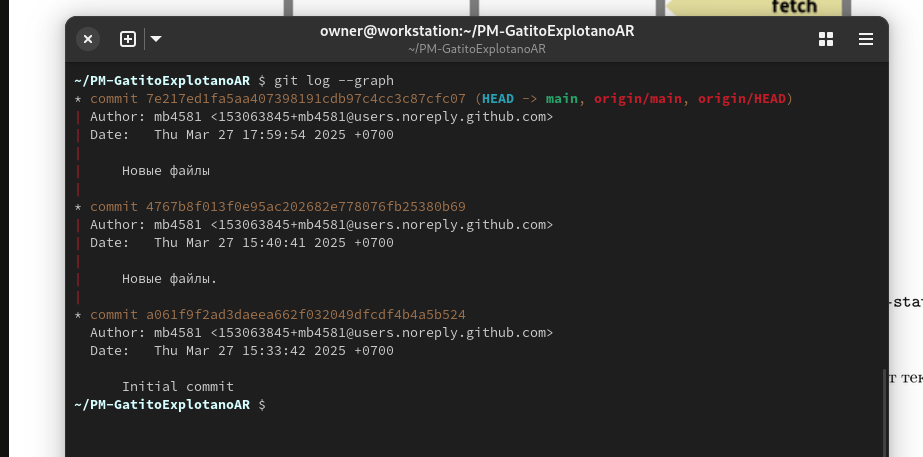 fetch
owner@workstation:~/PM-GatitoExplotanoAR
~/PM-GatitoExplotanoAR
~/PM-GatitoExplotanoAR $ git log --graph
* commit 7e217ed1fa5aa407398191cdb97c4cc3c87cfc07 (HEAD -> main, origin/main, origin/HEAD)
| Author: mb4581 <153063845+mb4581@users.noreply.github.com>
| Date:   Thu Mar 27 17:59:54 2025 +0700
|
|     Новые файлы
|
* commit 4767b8f013f0e95ac202682e778076fb25380b69
| Author: mb4581 <153063845+mb4581@users.noreply.github.com>
| Date:   Thu Mar 27 15:40:41 2025 +0700
|
|     Новые файлы.
|
* commit a061f9f2ad3daeea662f032049dfcdf4b4a5b524
  Author: mb4581 <153063845+mb4581@users.noreply.github.com>
  Date:   Thu Mar 27 15:33:42 2025 +0700

      Initial commit
~/PM-GatitoExplotanoAR $